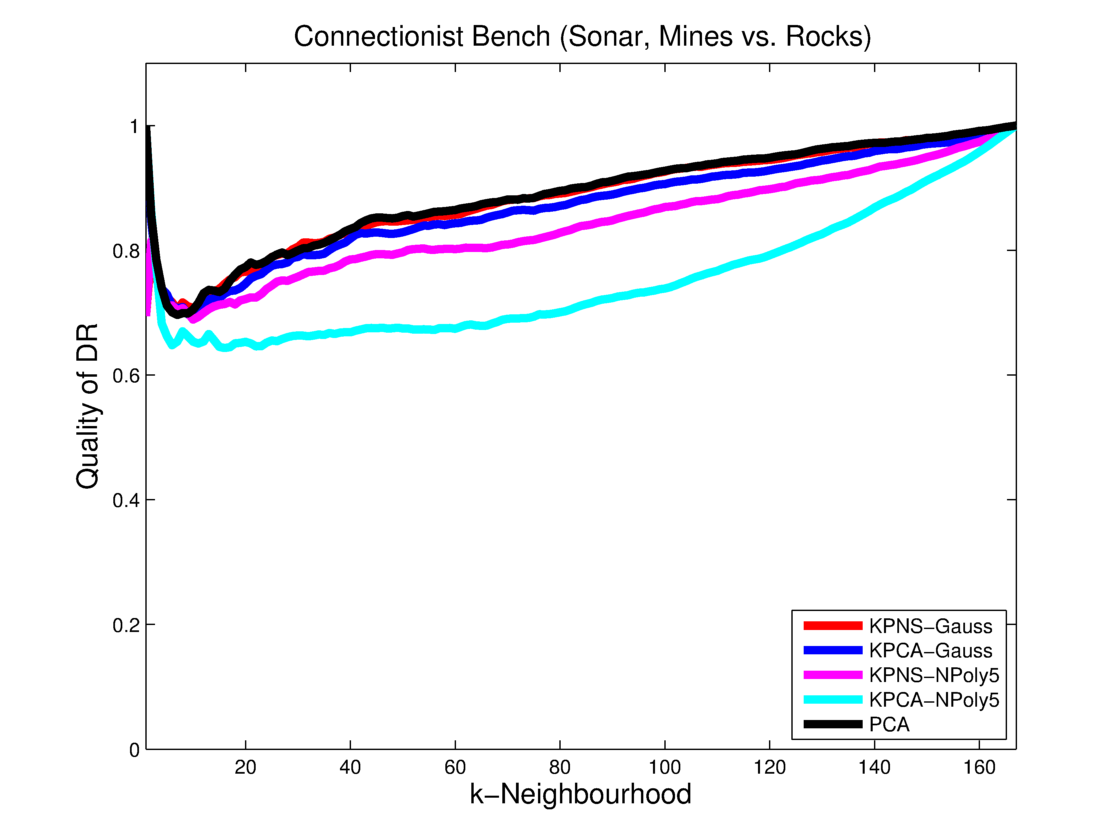 Connectionist Bench (Sonar, Mines vs. Rocks)
Quality of DR
1
0.8
0.6
0.4
0.2
0
20 40 60 80 100 120 140 160
k−Neighbourhood
KPNS−Gauss
KPCA−Gauss
KPNS−NPoly5
KPCA−NPoly5
PCA